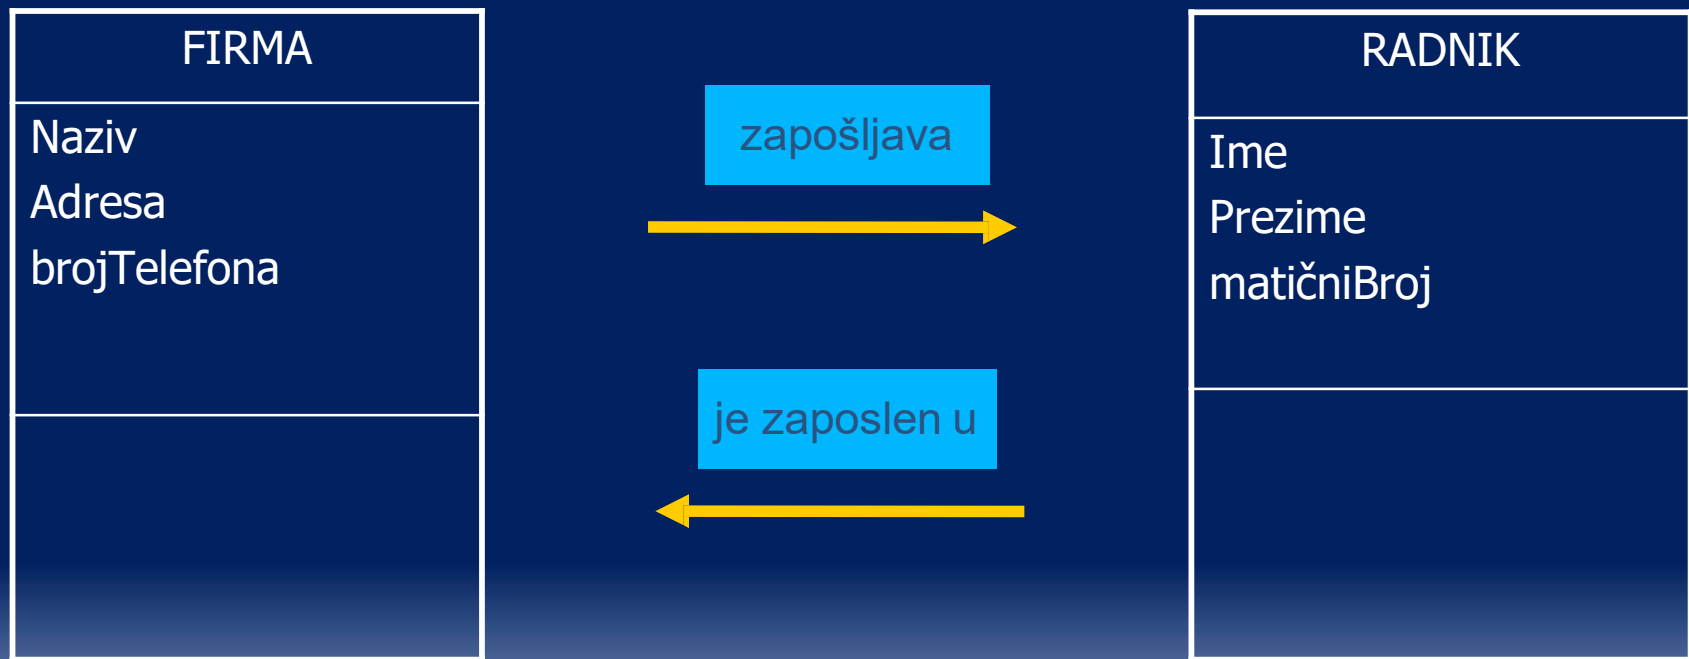 FIRMA
Naziv
Adresa
brojTelefona
zapošljava
je zaposlen u
RADNIK
Ime
Prezime
matičniBroj